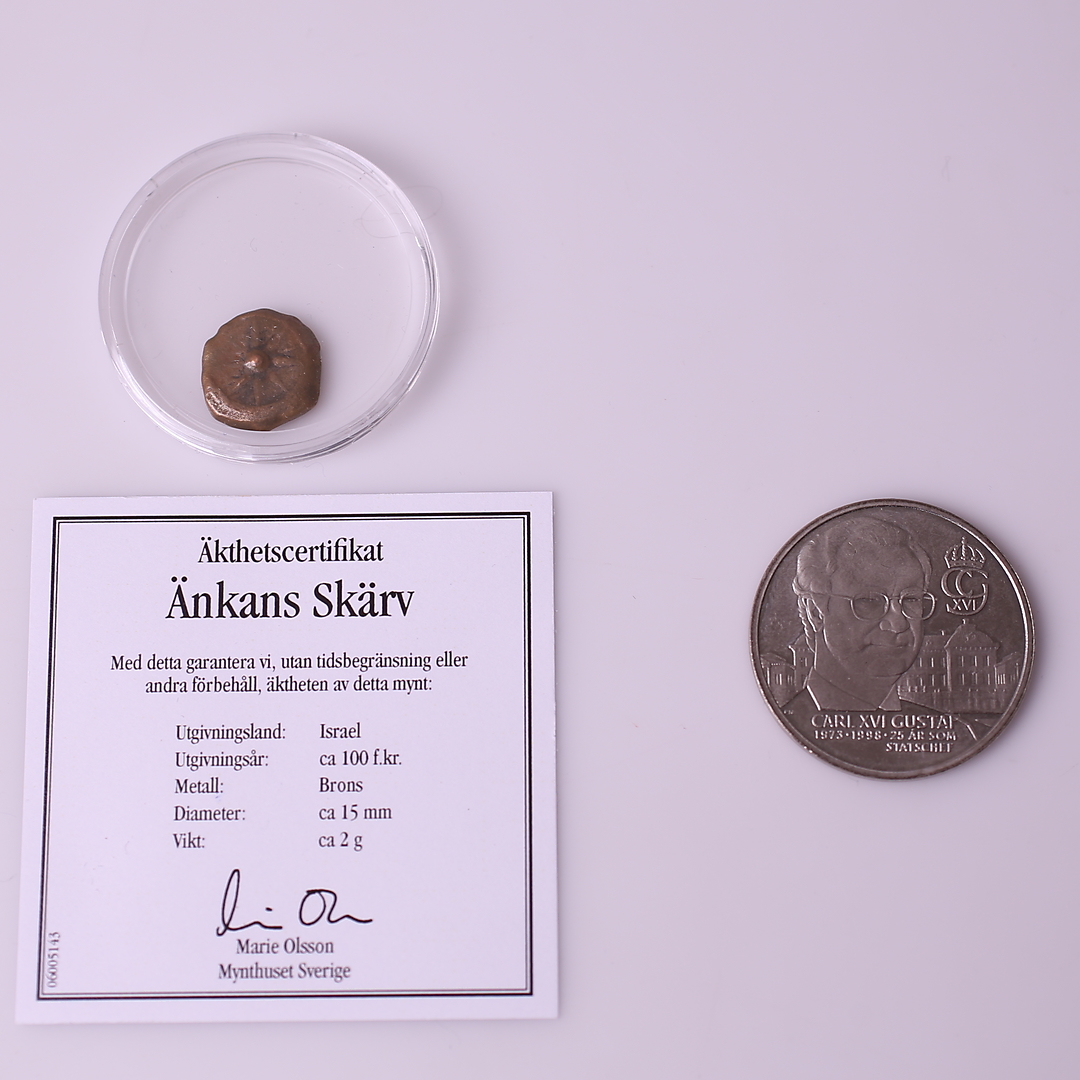 Äkthetscertifikat
Änkans Skärv
Med detta garantera vi, utan tidsbegränsning eller
andra förbehåll, äktheten av detta mynt:
Utgivningsland: Israel
Utgivningsår: ca 100 f.kr.
Metall: Brons
Diameter: ca 15 mm
Vikt: ca 2 g
Marie Olsson
Mynthuset Sverige
06005143
CG
XVI
CARL XVI GUSTAF
1973·1998·25 ÅR SOM
STATSCHEF